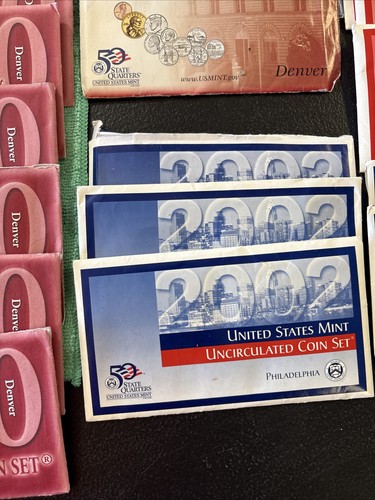 50
STATE
QUARTERS
UNITED STATES MINT
www.USMINT.gov
Denver
Denver
Denver
Denver
Denver
Denver
N SET®
2002
2002
2002
UNITED STATES MINT
UNCIRCULATED COIN SET®
50
STATE
QUARTERS
UNITED STATES MINT
PHILADELPHIA